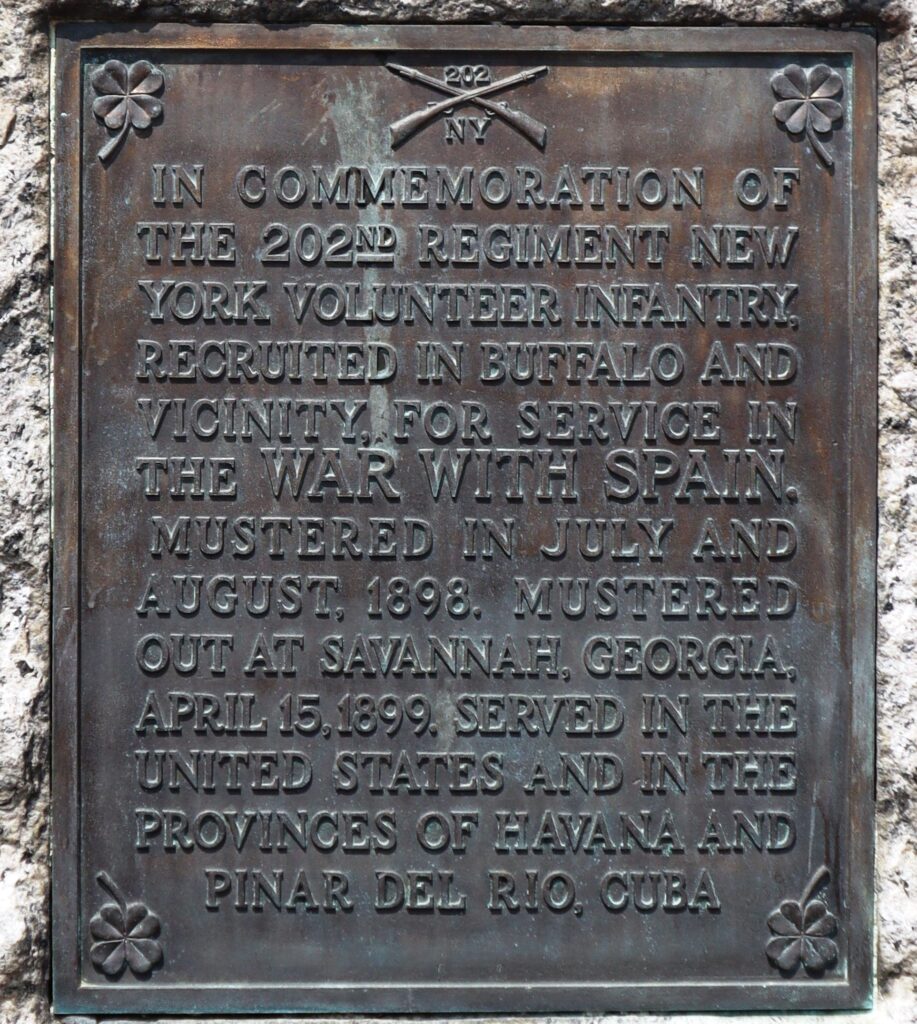 202
NY
IN COMMEMORATION OF
THE 202ND REGIMENT NEW
YORK VOLUNTEER INFANTRY,
RECRUITED IN BUFFALO AND
VICINITY, FOR SERVICE IN
THE WAR WITH SPAIN.
MUSTERED IN JULY AND
AUGUST, 1898. MUSTERED
OUT AT SAVANNAH, GEORGIA,
APRIL 15, 1899. SERVED IN THE
UNITED STATES AND IN THE
PROVINCES OF HAVANA AND
PINAR DEL RIO, CUBA